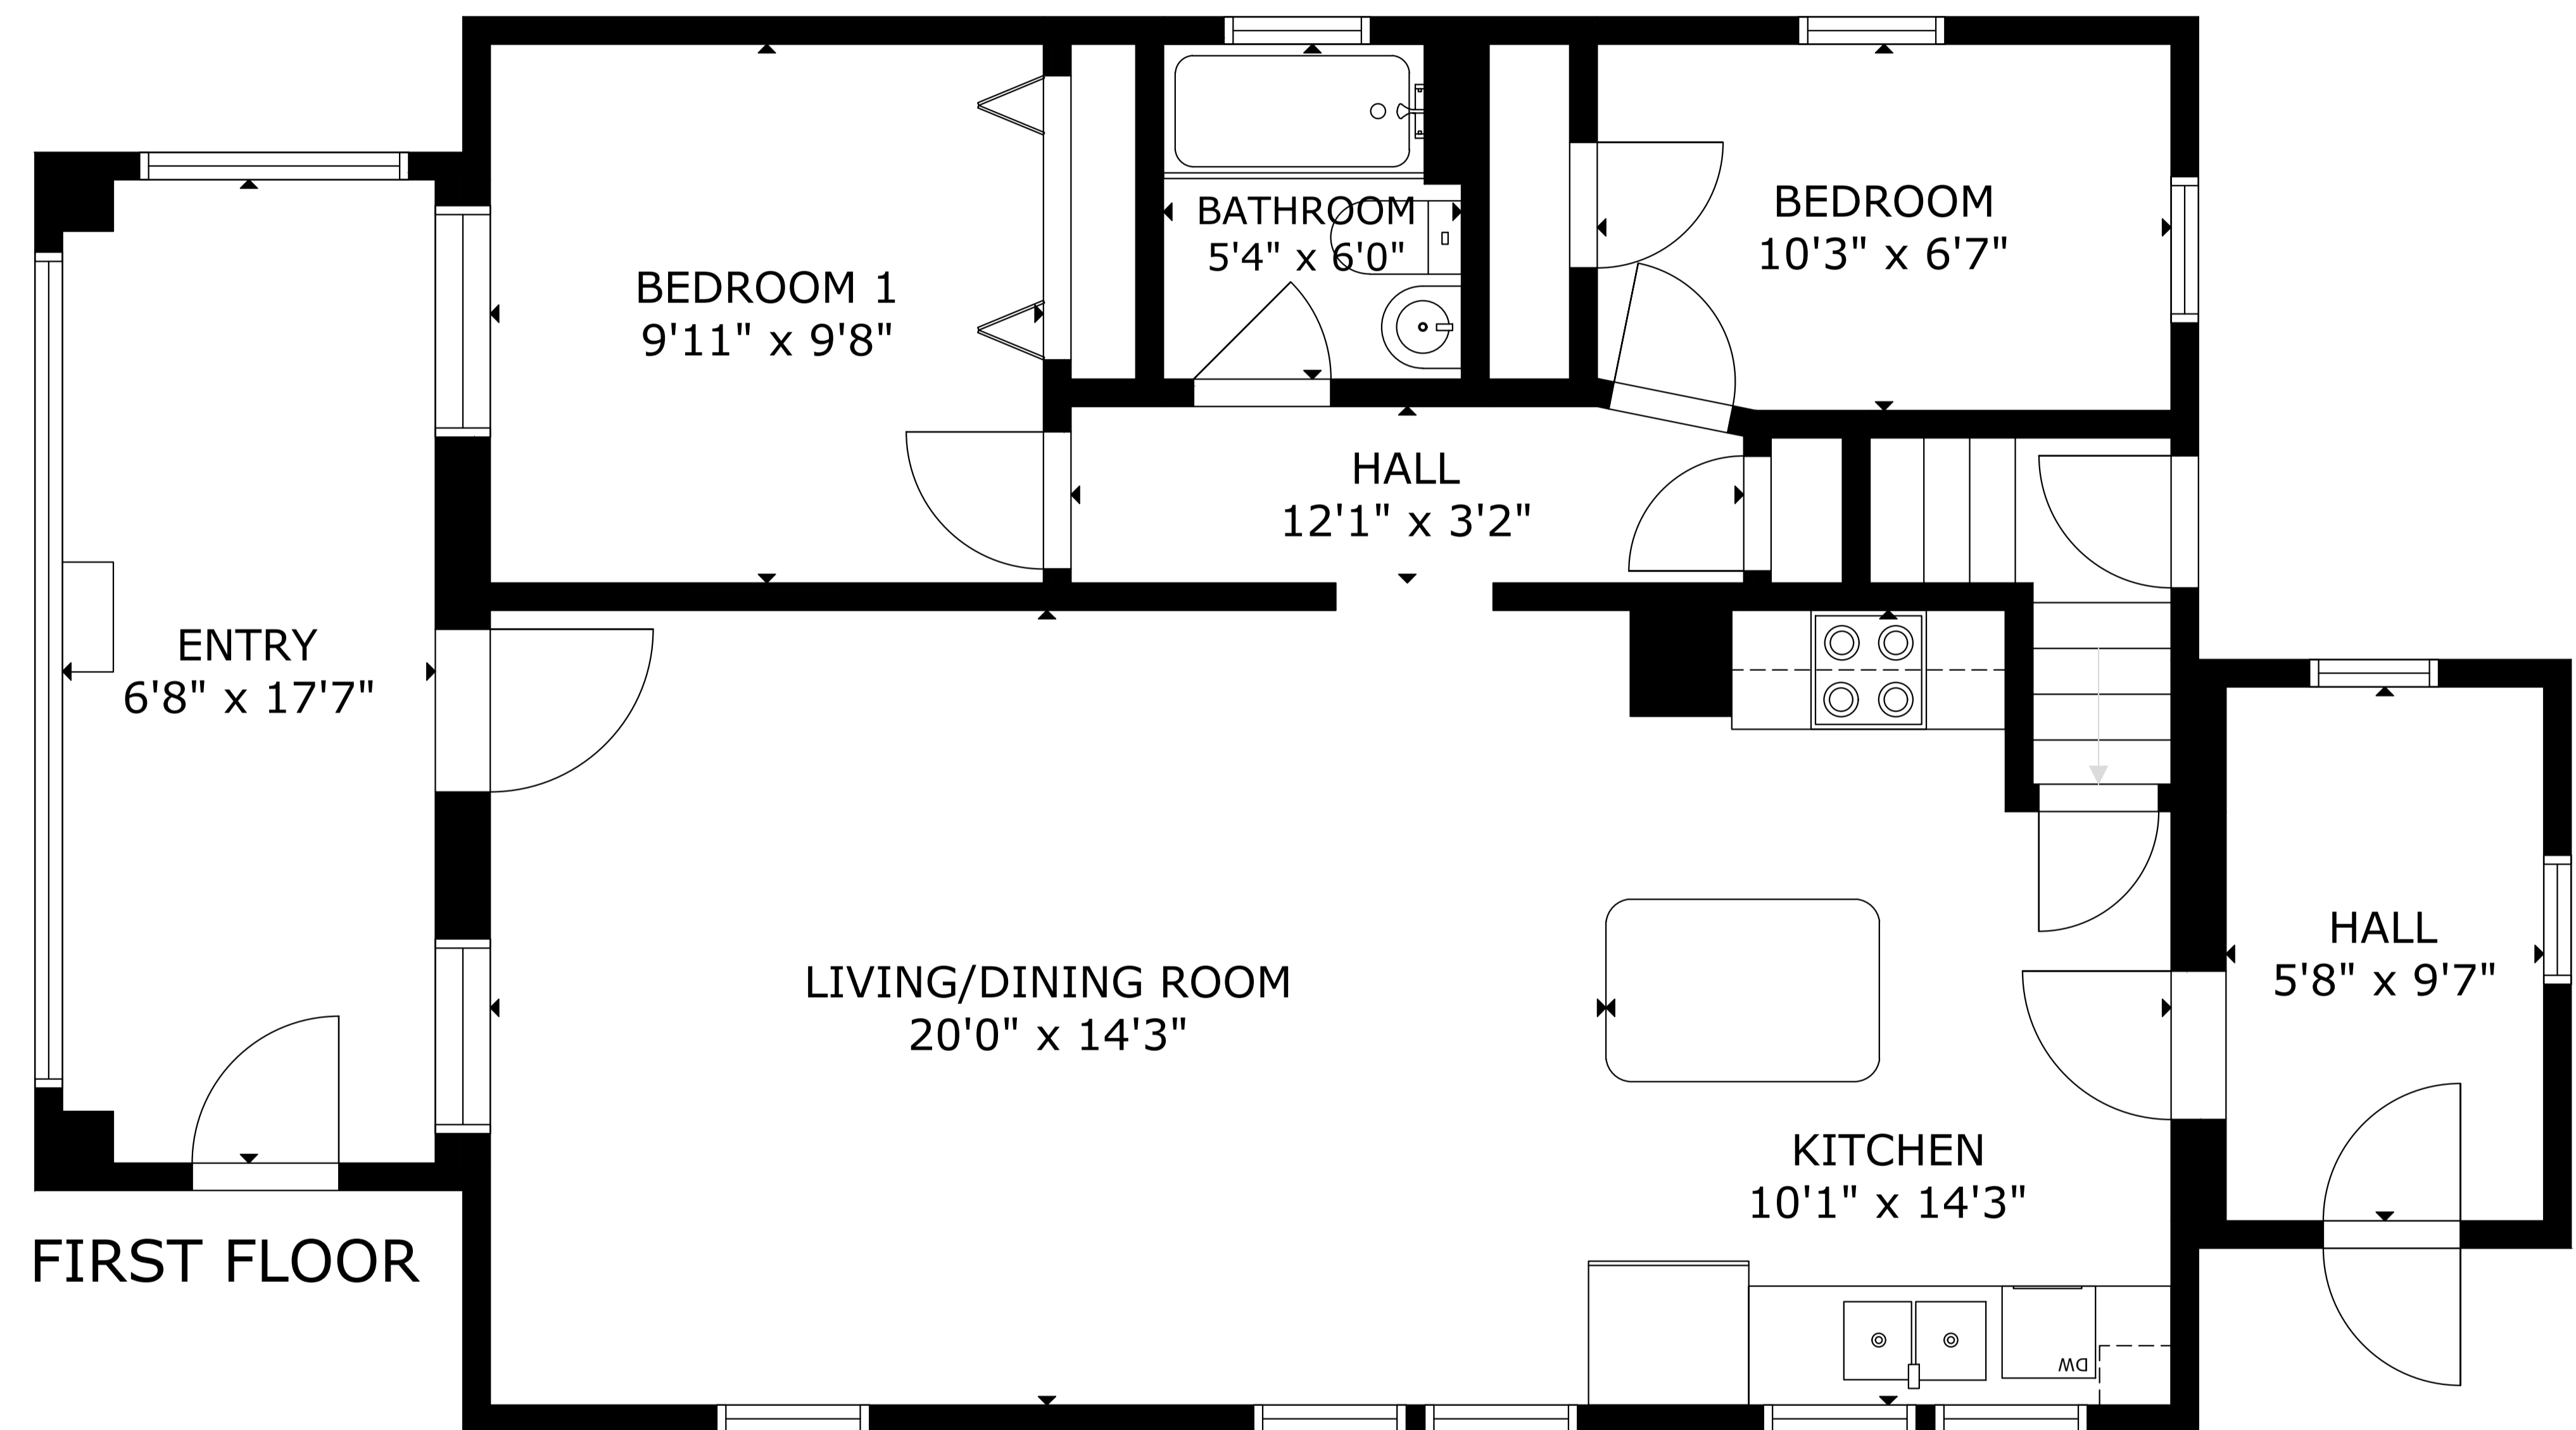 BATHROOM
5'4" x 6'0"
BEDROOM
10'3" x 6'7"
BEDROOM 1
9'11" x 9'8"
HALL
12'1" x 3'2"
ENTRY
6'8" x 17'7"
LIVING/DINING ROOM
20'0" x 14'3"
HALL
5'8" x 9'7"
KITCHEN
10'1" x 14'3"
FIRST FLOOR
DW